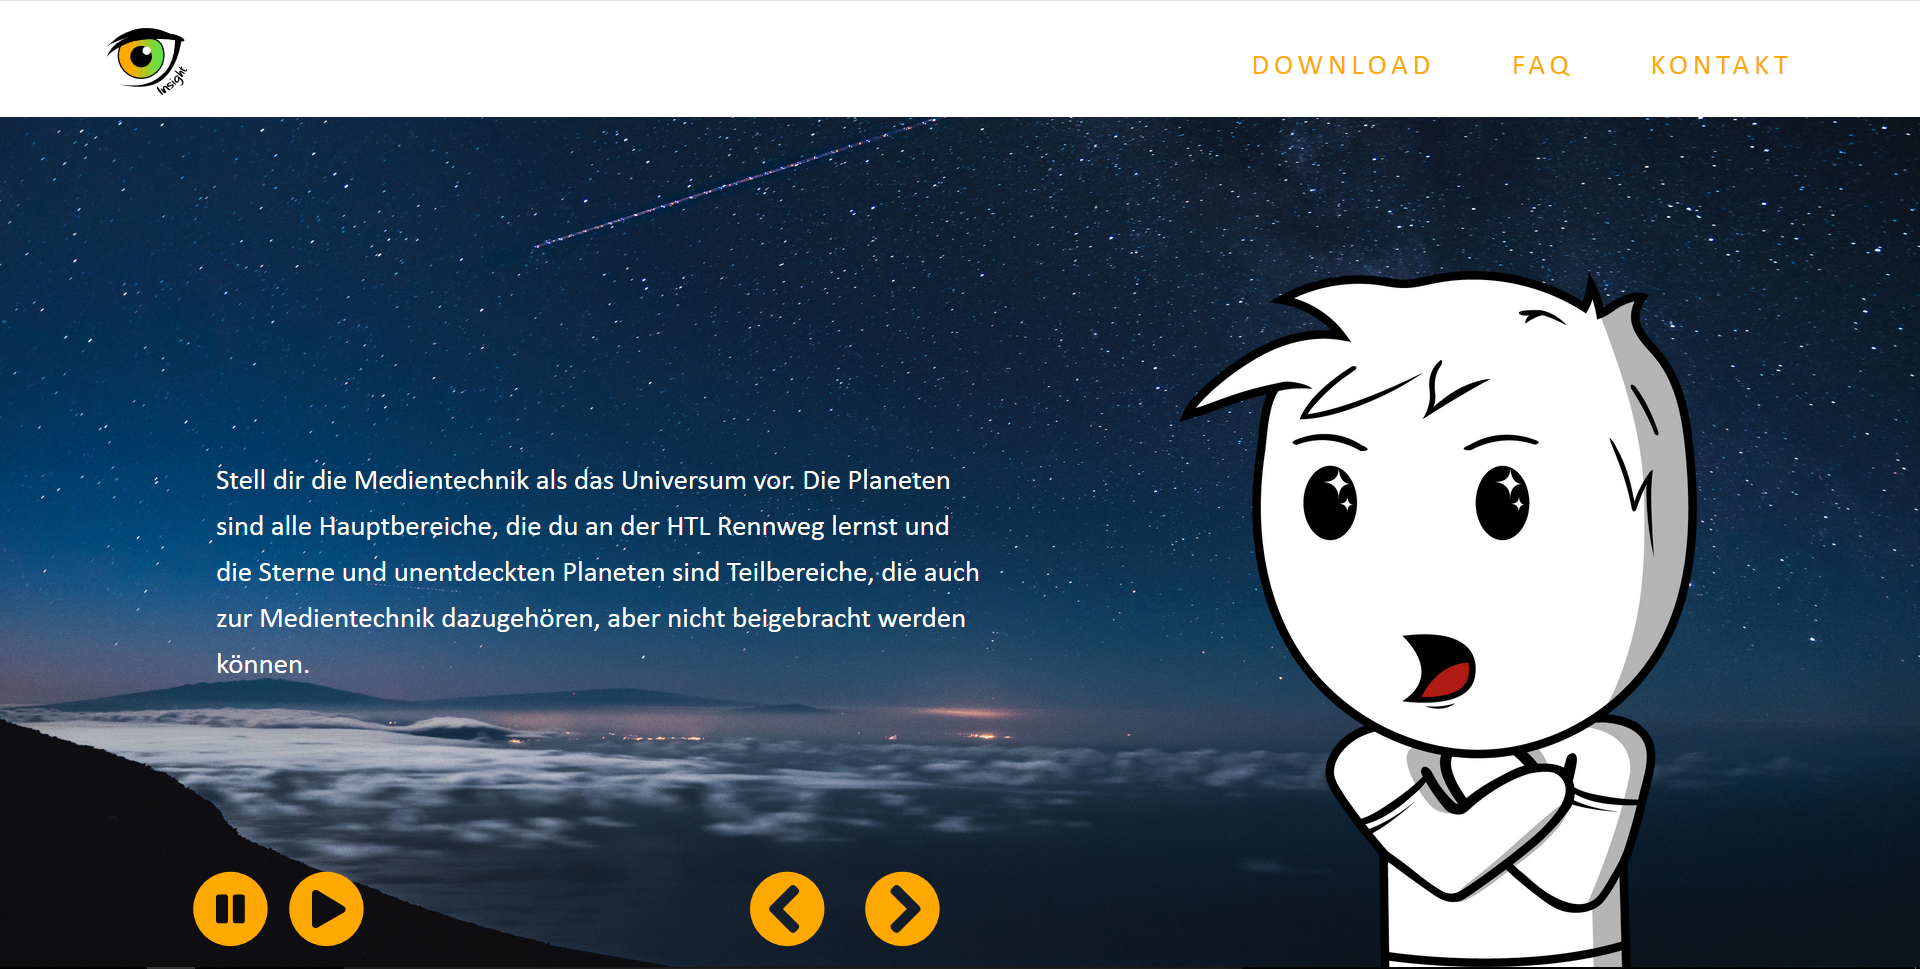 Insight
DOWNLOAD FAQ KONTAKT
Stell dir die Medientechnik als das Universum vor. Die Planeten
sind alle Hauptbereiche, die du an der HTL Rennweg lernst und
die Sterne und unentdeckten Planeten sind Teilbereiche, die auch
zur Medientechnik dazugehören, aber nicht beigebracht werden
können.